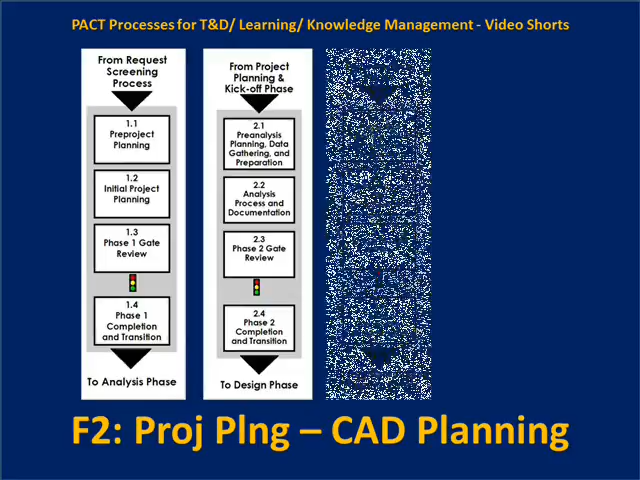 PACT Processes for T&D/ Learning/ Knowledge Management - Video Shorts
From Request
Screening
Process
1.1
Preproject
Planning
1.2
Initial Project
Planning
1.3
Phase 1 Gate
Review
1.4
Phase 1
Completion
and Transition
To Analysis Phase
From Project
Planning &
Kick-off Phase
2.1
Preanalysis
Planning, Data
Gathering, and
Preparation
2.2
Analysis
Process and
Documentation
2.3
Phase 2 Gate
Review
2.4
Phase 2
Completion
and Transition
To Design Phase
F2: Proj Plng – CAD Planning